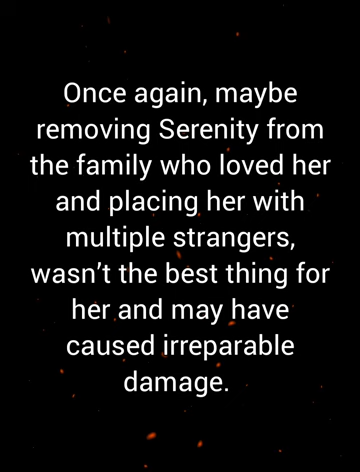 Once again, maybe
removing Serenity from
the family who loved her
and placing her with
multiple strangers,
wasn't the best thing for
her and may have
caused irreparable
damage.